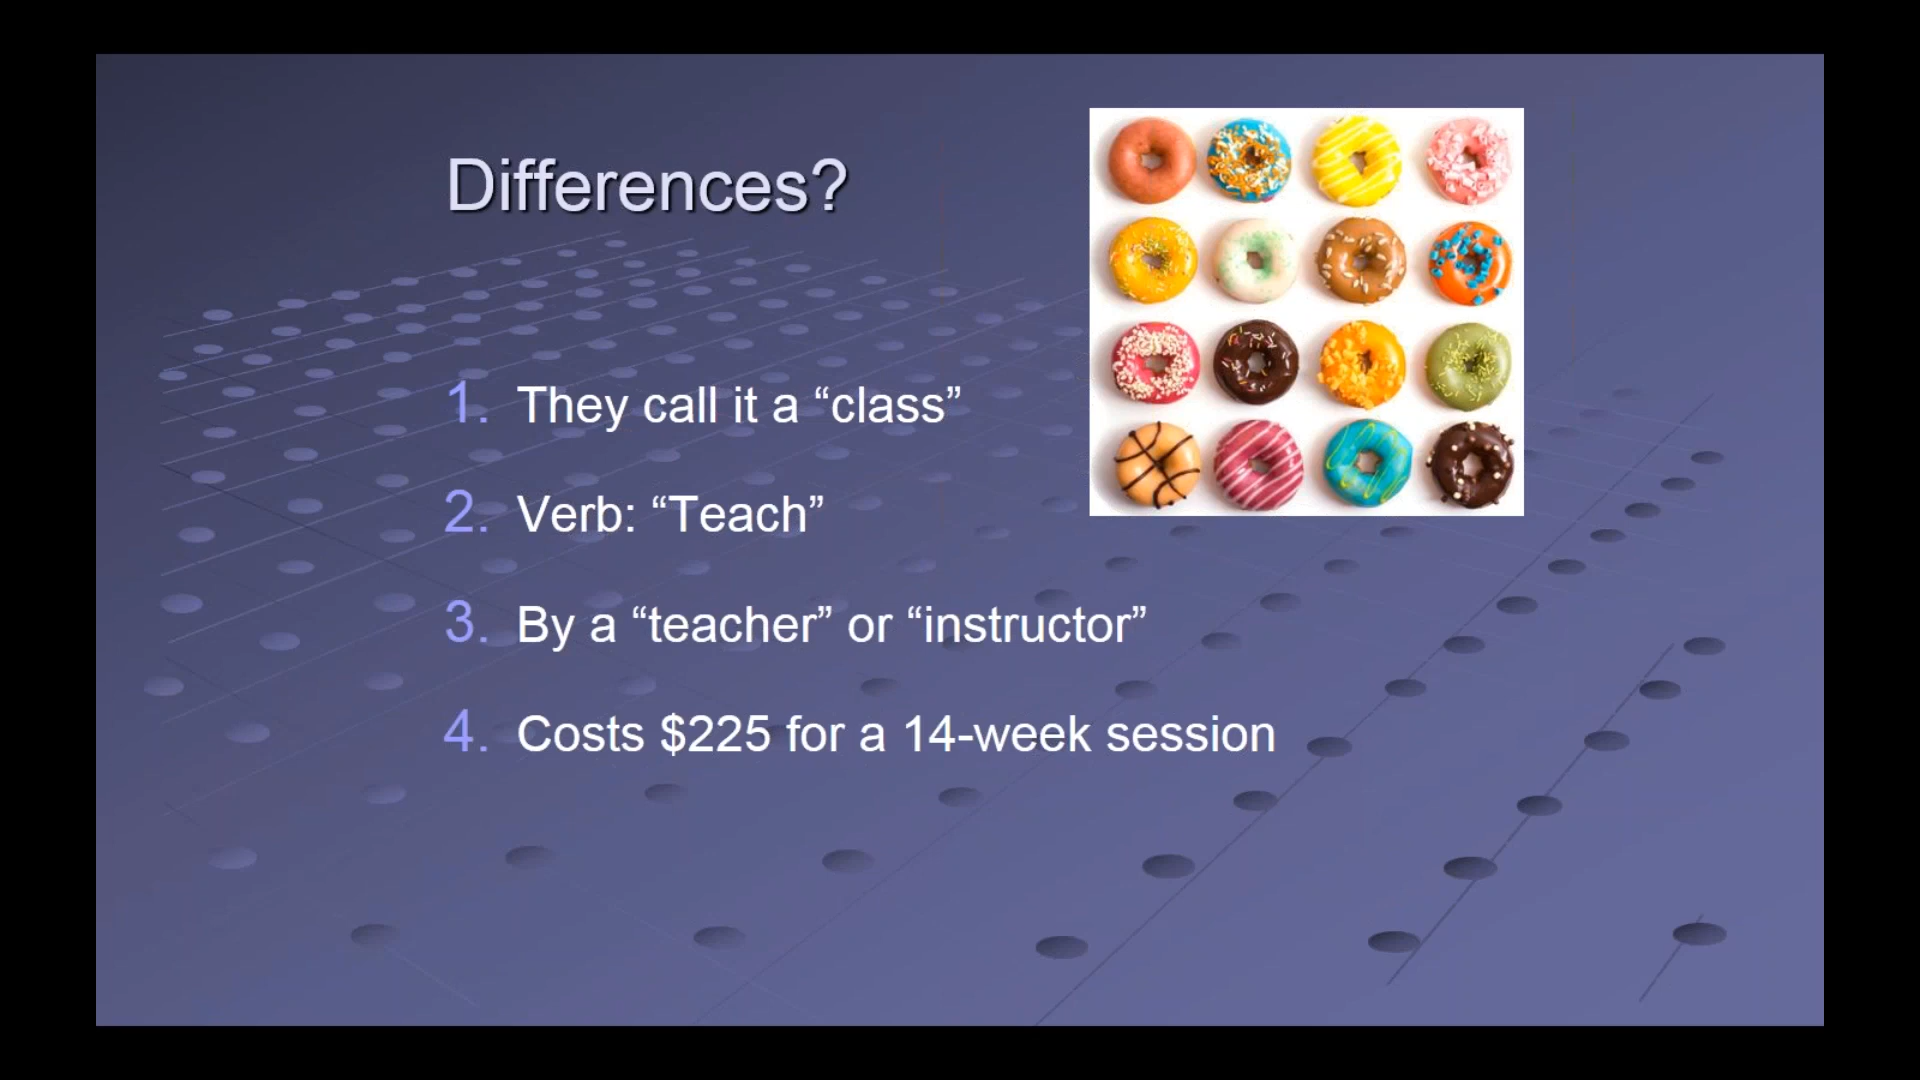 Differences?
1. They call it a “class”
2. Verb: “Teach”
3. By a “teacher” or “instructor”
4. Costs $225 for a 14-week session